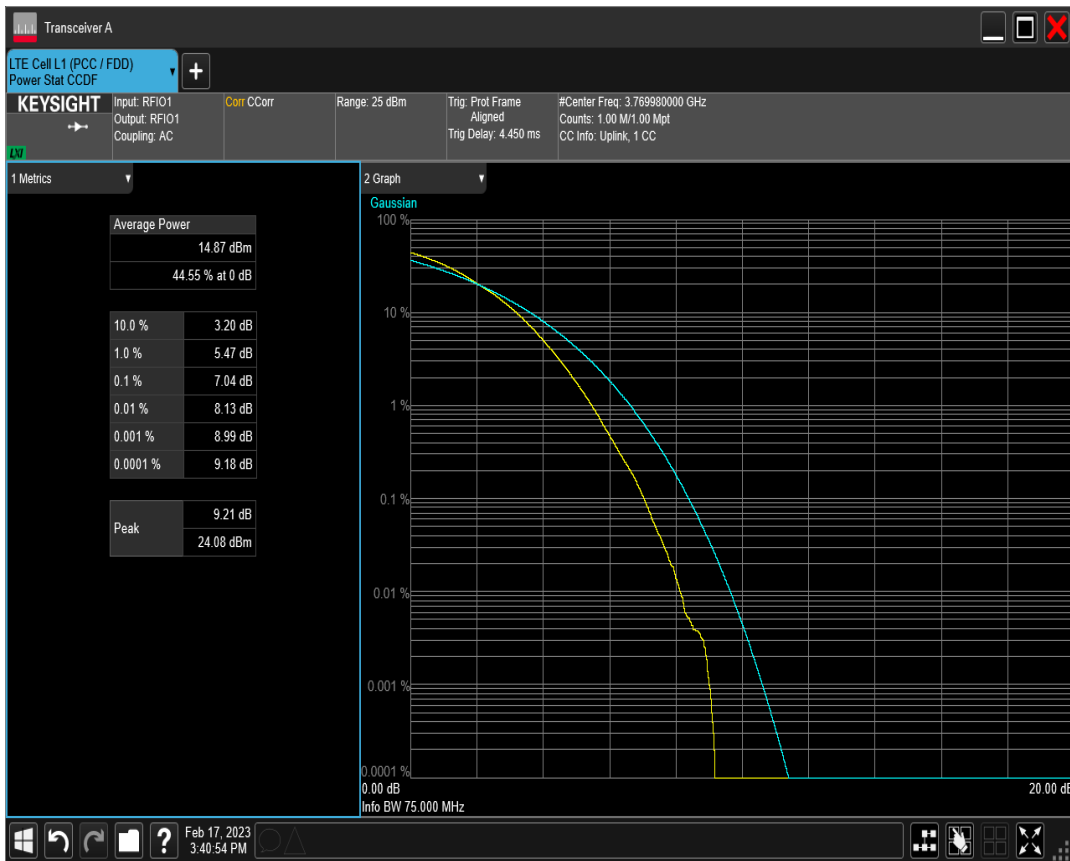 Transceiver A
LTE Cell L1 (PCC / FDD)
Power Stat CCDF
KEYSIGHT
LXI
Input: RFIO1
Output: RFIO1
Coupling: AC
Corr CCorr
Range: 25 dBm
Trig: Prot Frame
Aligned
Trig Delay: 4.450 ms
#Center Freq: 3.769980000 GHz
Counts: 1.00 M/1.00 Mpt
CC Info: Uplink, 1 CC
1 Metrics
Average Power
14.87 dBm
44.55 % at 0 dB
10.0 % 3.20 dB
1.0 % 5.47 dB
0.1 % 7.04 dB
0.01 % 8.13 dB
0.001 % 8.99 dB
0.0001 % 9.18 dB
Peak
9.21 dB
24.08 dBm
2 Graph
Gaussian
100 %
10 %
1 %
0.1 %
0.01 %
0.001 %
0.0001 %
0.00 dB
20.00 dB
Info BW 75.000 MHz
?
Feb 17, 2023
3:40:54 PM